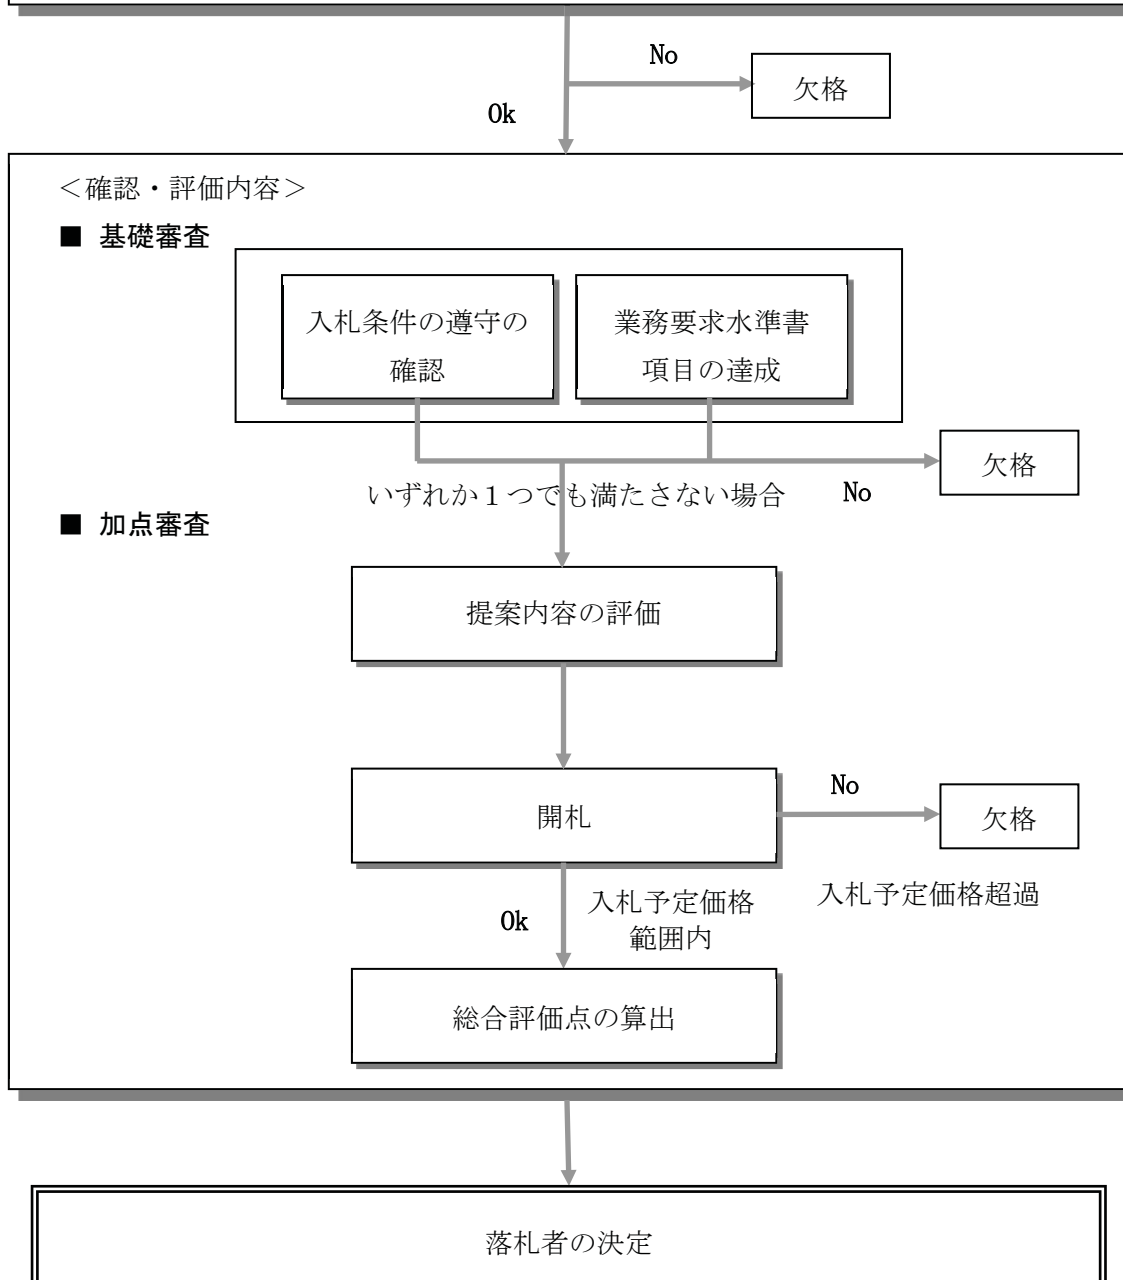 No
欠格
Ok
＜確認・評価内容＞
■ 基礎審査
入札条件の遵守の
確認
業務要求水準書
項目の達成
欠格
いずれか１つでも満たさない場合
No
■ 加点審査
提案内容の評価
開札
No
欠格
入札予定価格超過
Ok
入札予定価格
範囲内
総合評価点の算出
落札者の決定